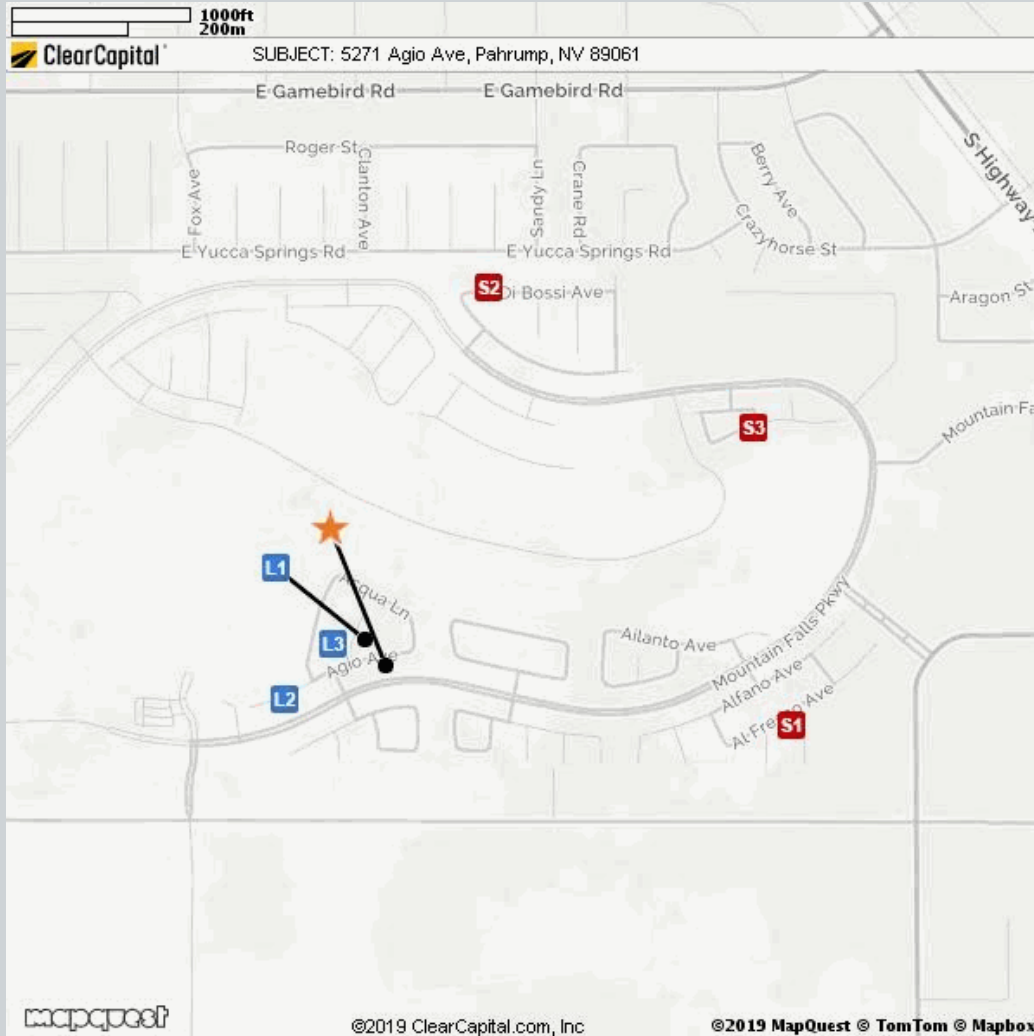 1000ft
200m
ClearCapital
SUBJECT: 5271 Agio Ave, Pahrump, NV 89061
E Gamebird Rd
E Gamebird Rd
Roger St
Clanton Ave
Fox Ave
Sandy Ln
Crane Rd
Berry Ave
S Highway
Crazyhorse St
E Yucca Springs Rd
E Yucca Springs Rd
S2
Di Bossi Ave
Aragon St
S3
Mountain Fa
L1
Acqua Ln
L3
Agio Ave
Ailanto Ave
Mountain Falls Pkwy
L2
Alfano Ave
Al Fresco Ave
S1
mapquest
©2019 ClearCapital.com, Inc
©2019 MapQuest © TomTom © Mapbox